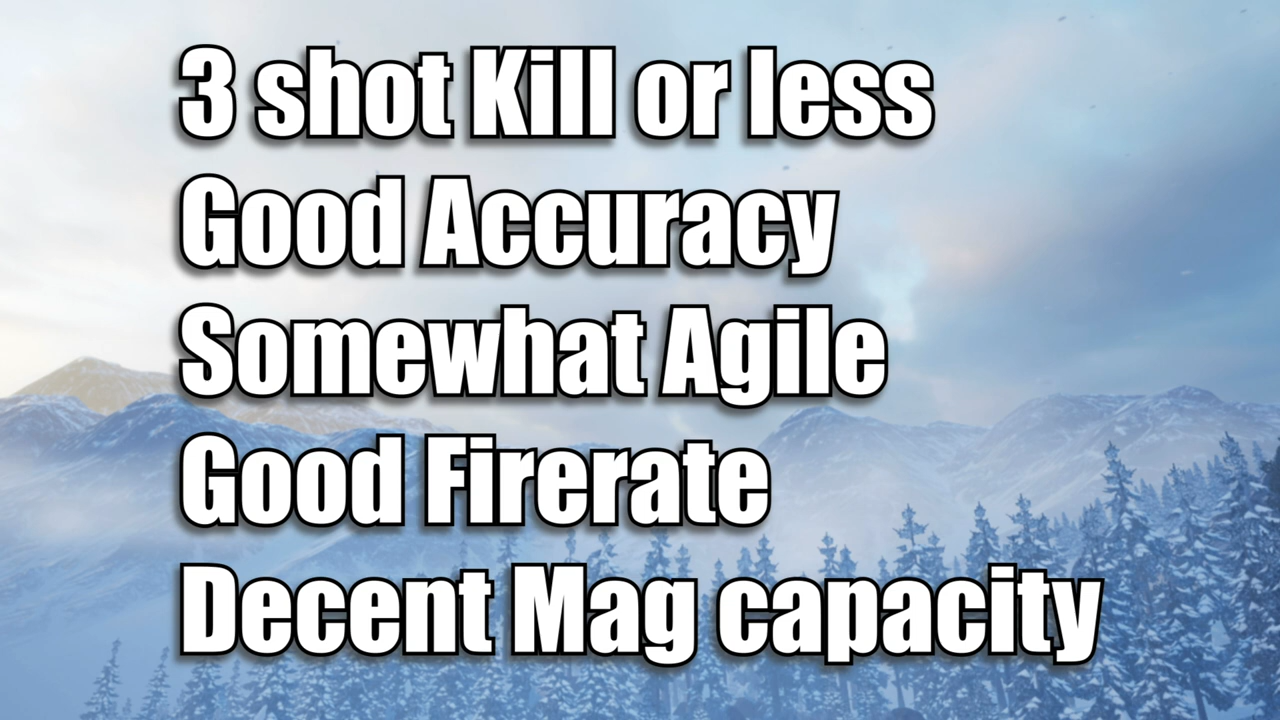 3 shot Kill or less
Good Accuracy
Somewhat Agile
Good Firerate
Decent Mag capacity